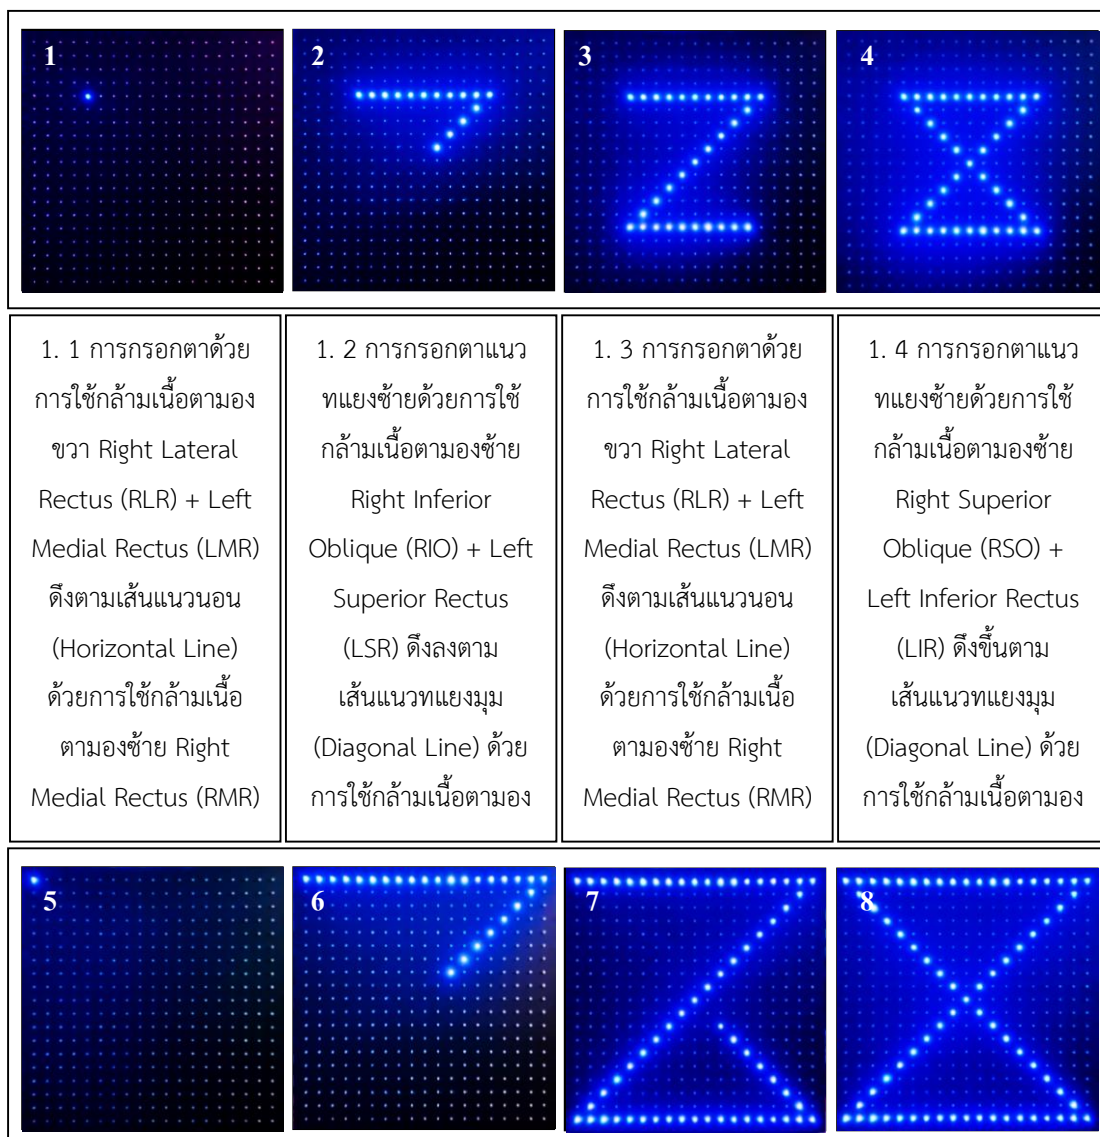 1
2
3
4
1. 1 การกรอกตาด้วย
การใช้กล้ามเนื้อตามอง
ขวา Right Lateral
Rectus (RLR) + Left
Medial Rectus (LMR)
ดึงตามเส้นแนวนอน
(Horizontal Line)
ด้วยการใช้กล้ามเนื้อ
ตามองซ้าย Right
Medial Rectus (RMR)
1. 2 การกรอกตาแนว
ทแยงซ้ายด้วยการใช้
กล้ามเนื้อตามองซ้าย
Right Inferior
Oblique (RIO) + Left
Superior Rectus
(LSR) ดึงลงตาม
เส้นแนวทแยงมุม
(Diagonal Line) ด้วย
การใช้กล้ามเนื้อตามอง
1. 3 การกรอกตาด้วย
การใช้กล้ามเนื้อตามอง
ขวา Right Lateral
Rectus (RLR) + Left
Medial Rectus (LMR)
ดึงตามเส้นแนวนอน
(Horizontal Line)
ด้วยการใช้กล้ามเนื้อ
ตามองซ้าย Right
Medial Rectus (RMR)
1. 4 การกรอกตาแนว
ทแยงซ้ายด้วยการใช้
กล้ามเนื้อตามองซ้าย
Right Superior
Oblique (RSO) +
Left Inferior Rectus
(LIR) ดึงขึ้นตาม
เส้นแนวทแยงมุม
(Diagonal Line) ด้วย
การใช้กล้ามเนื้อตามอง
5
6
7
8